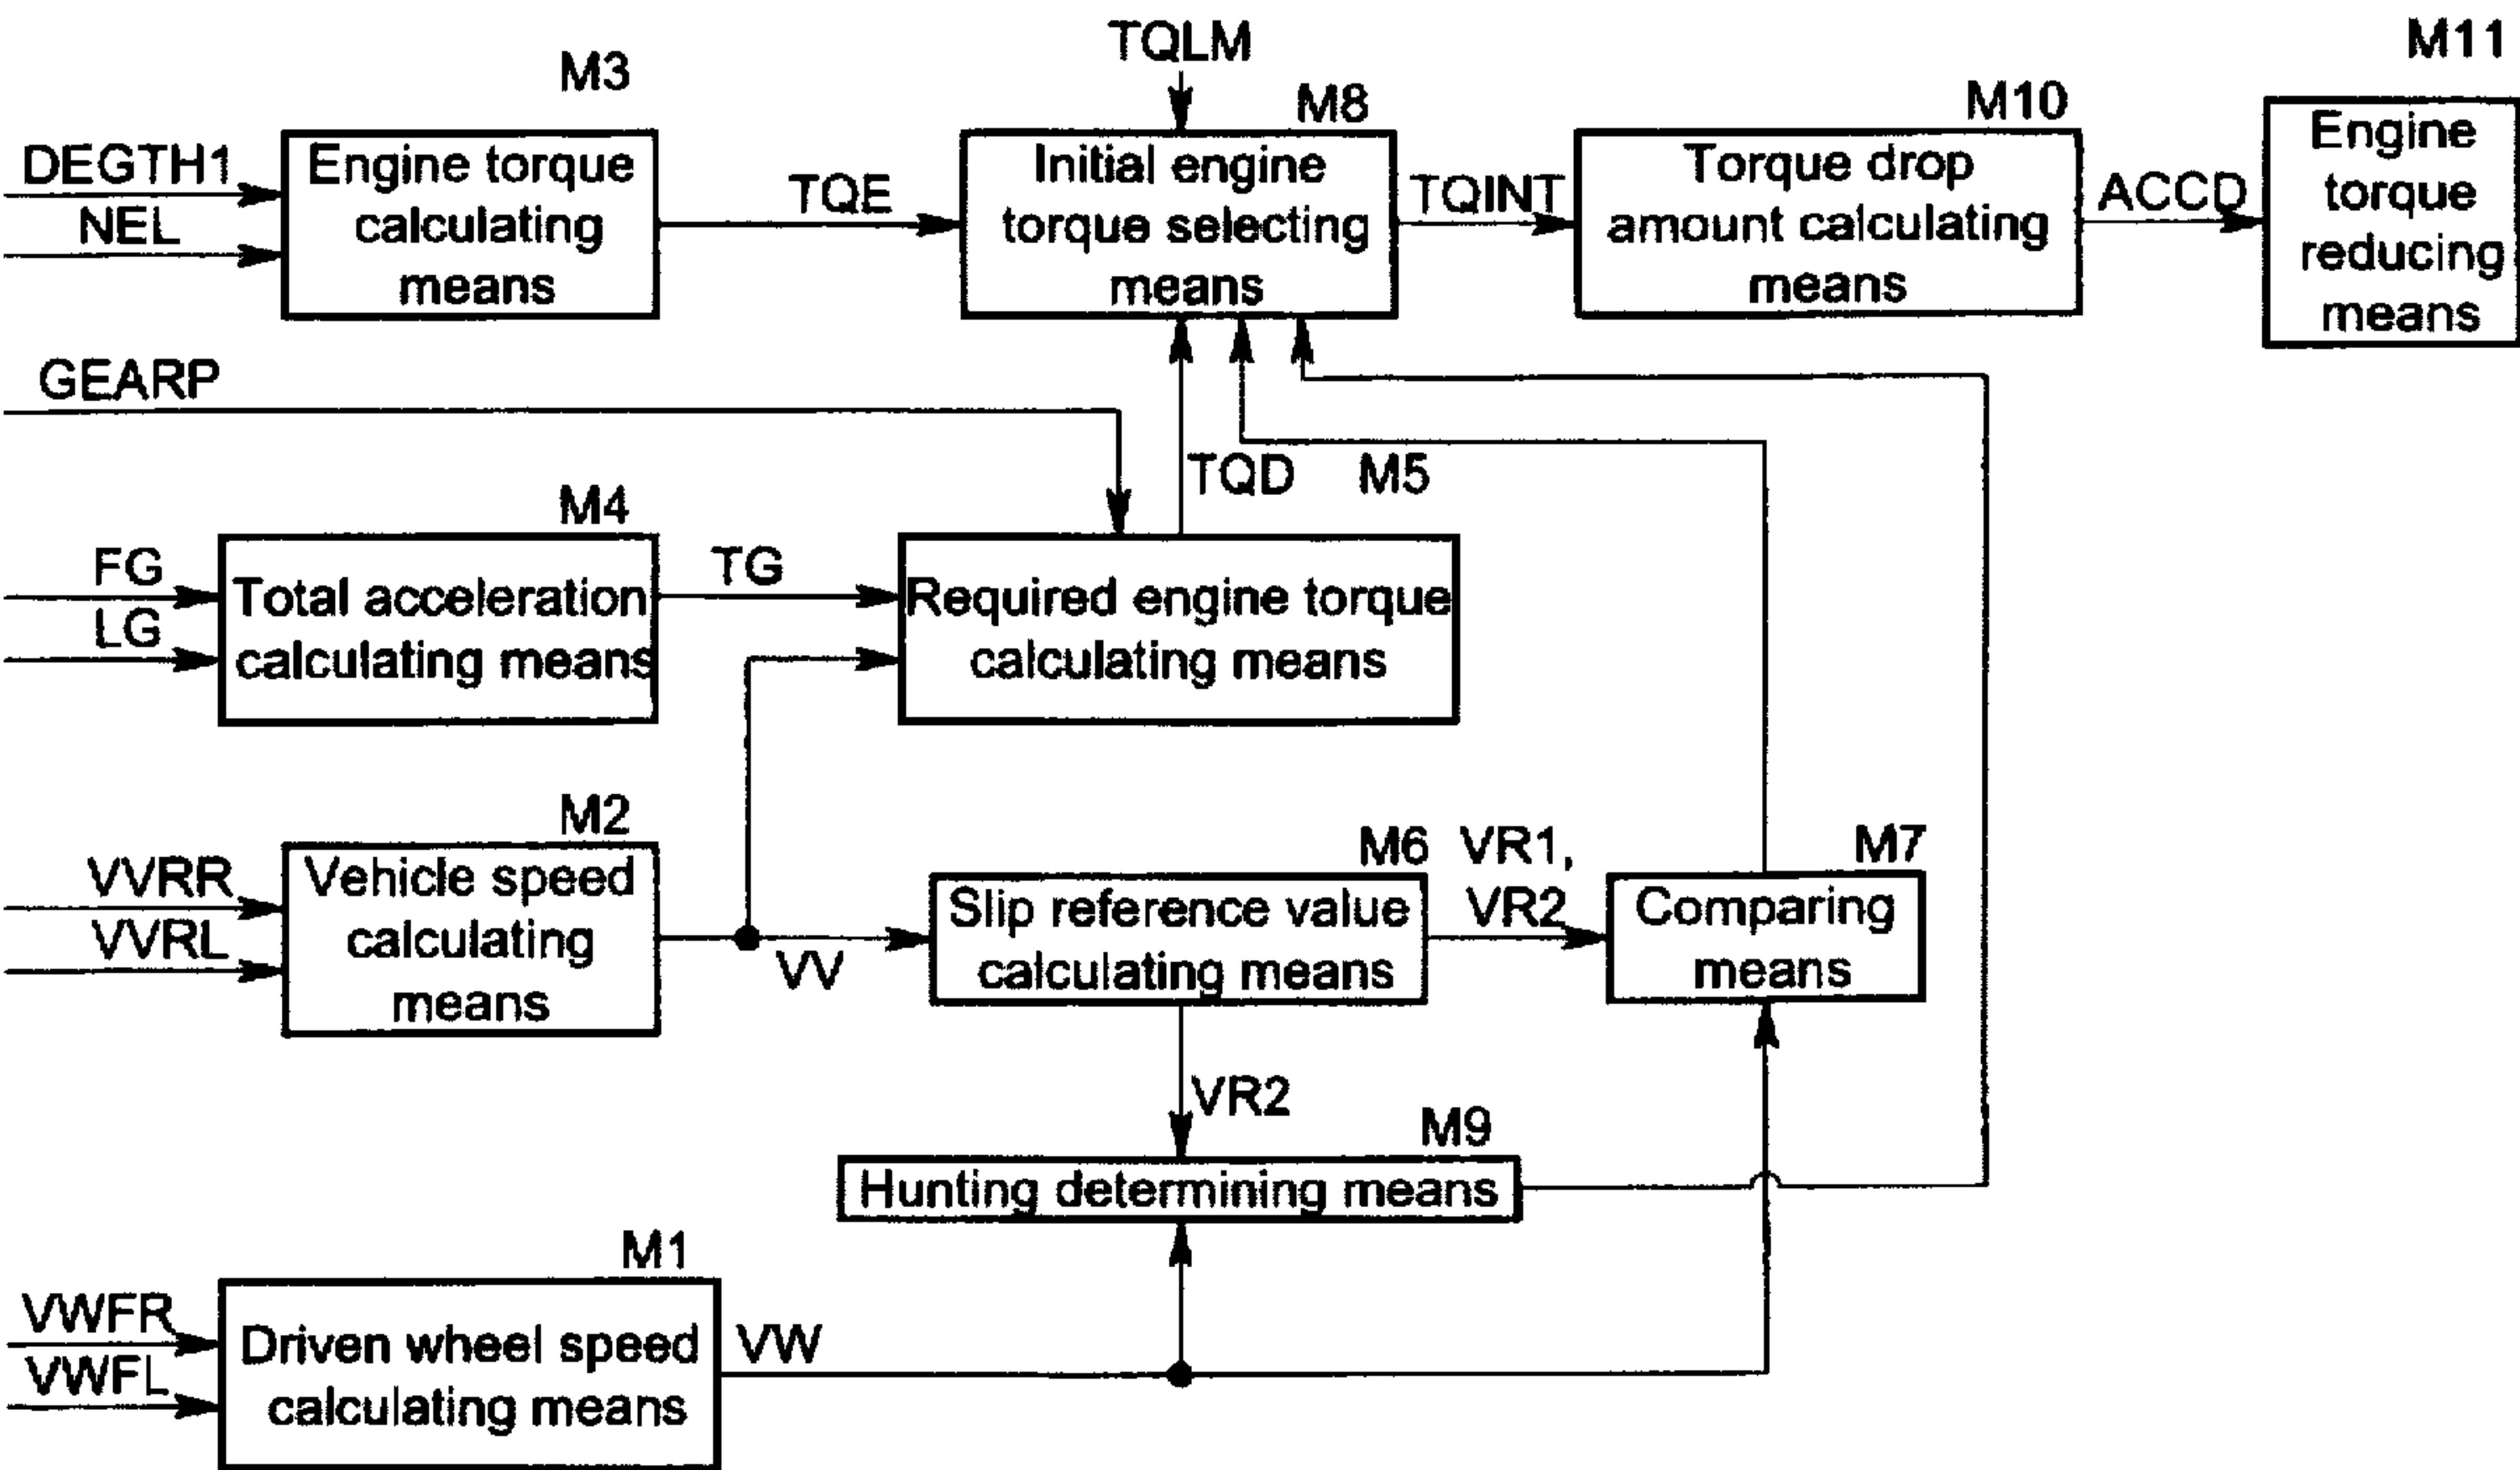 TQLM
M11
M3
M8
M10
DEGTH1
NEL
Engine torque
calculating
means
TQE
Initial engine
torque selecting
means
TQINT
Torque drop
amount calculating
means
ACCD
Engine
torque
reducing
means
GEARP
TQD
M5
M4
FG
LG
Total acceleration
calculating means
TG
Required engine torque
calculating means
M2
VVRR
VVRL
Vehicle speed
calculating
means
VV
M6
Slip reference value
calculating means
VR1,
VR2
M7
Comparing
means
VR2
M9
Hunting determining means
M1
VWFR
VWFL
Driven wheel speed
calculating means
VW